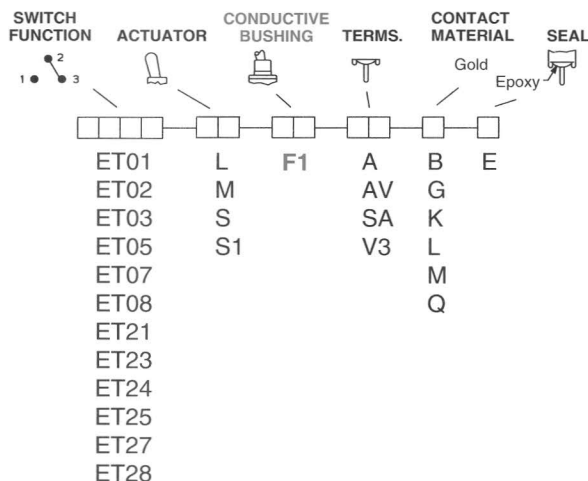 SWITCH FUNCTION ACTUATOR CONDUCTIVE BUSHING TERMS. CONTACT MATERIAL SEAL
1 2 3 Gold Epoxy
ET01 L F1 A B E
ET02 M AV G
ET03 S SA K
ET05 S1 V3 L
ET07 M
ET08 Q
ET21
ET23
ET24
ET25
ET27
ET28